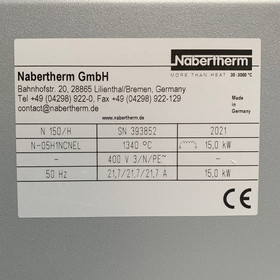 Nabertherm
MORE THAN HEAT 30-3000 °C
Nabertherm GmbH
Bahnhofstr. 20, 28865 Lilienthal/Bremen, Germany
Tel +49 (04298) 922-0, Fax +49 (04298) 922-129
contact@nabertherm.de
Made
in
Germany
www.nabertherm.com
N 150/H SN 393852 2021
N-05H1NCNEL 1340 °C 15,0 kW
- 400 V 3/N/PE~ -
50 Hz 21,7/21,7/21,7 A 15,0 kW
CE